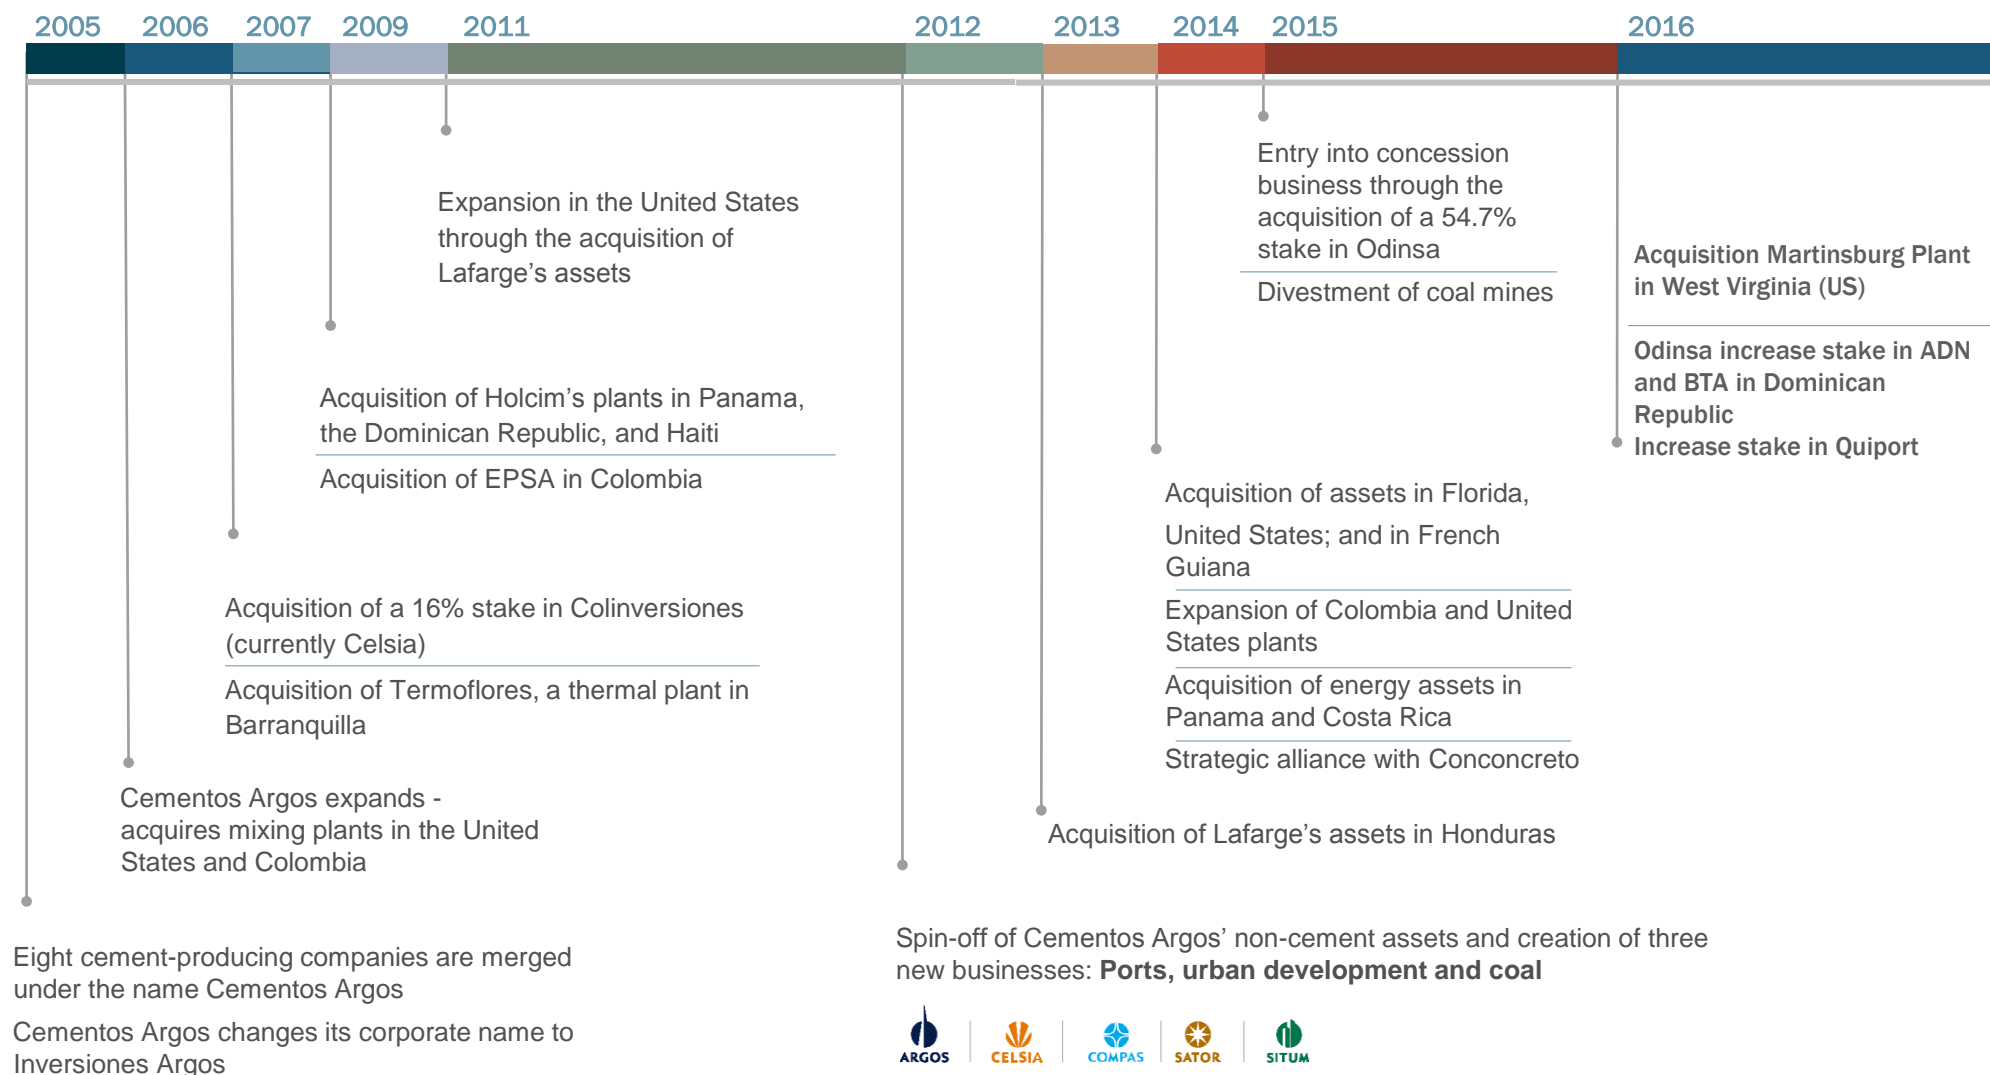 2005 2006 2007 2009 2011 2012 2013 2014 2015 2016
Expansion in the United States
through the acquisition of
Lafarge’s assets
Acquisition of Holcim’s plants in Panama,
the Dominican Republic, and Haiti
Acquisition of EPSA in Colombia
Acquisition of a 16% stake in Colinversiones
(currently Celsia)
Acquisition of Termoflores, a thermal plant in
Barranquilla
Cementos Argos expands -
acquires mixing plants in the United
States and Colombia
Eight cement-producing companies are merged
under the name Cementos Argos
Cementos Argos changes its corporate name to
Inversiones Argos
Entry into concession
business through the
acquisition of a 54.7%
stake in Odinsa
Divestment of coal mines
Acquisition Martinsburg Plant
in West Virginia (US)
Odinsa increase stake in ADN
and BTA in Dominican
Republic
Increase stake in Quiport
Acquisition of assets in Florida,
United States; and in French
Guiana
Expansion of Colombia and United
States plants
Acquisition of energy assets in
Panama and Costa Rica
Strategic alliance with Conconcreto
Acquisition of Lafarge’s assets in Honduras
Spin-off of Cementos Argos’ non-cement assets and creation of three
new businesses: Ports, urban development and coal
ARGOS CELSIA COMPAS SATOR SITUM